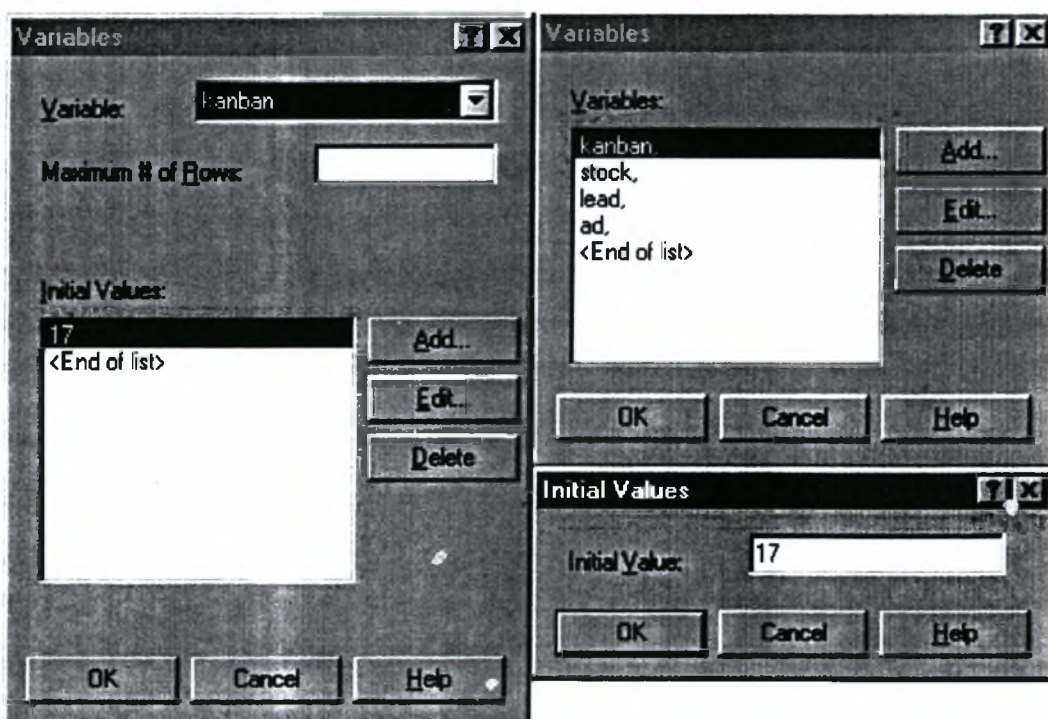 Variables
Variable: kanban
Maximum # of Rows:
Initial Values:
17
<End of list>
Add...
Edit...
Delete
OK Cancel Help
Variables
Variables:
kanban,
stock,
lead,
ad,
<End of list>
Add...
Edit...
Delete
OK Cancel Help
Initial Values
Initial Value: 17
OK Cancel Help